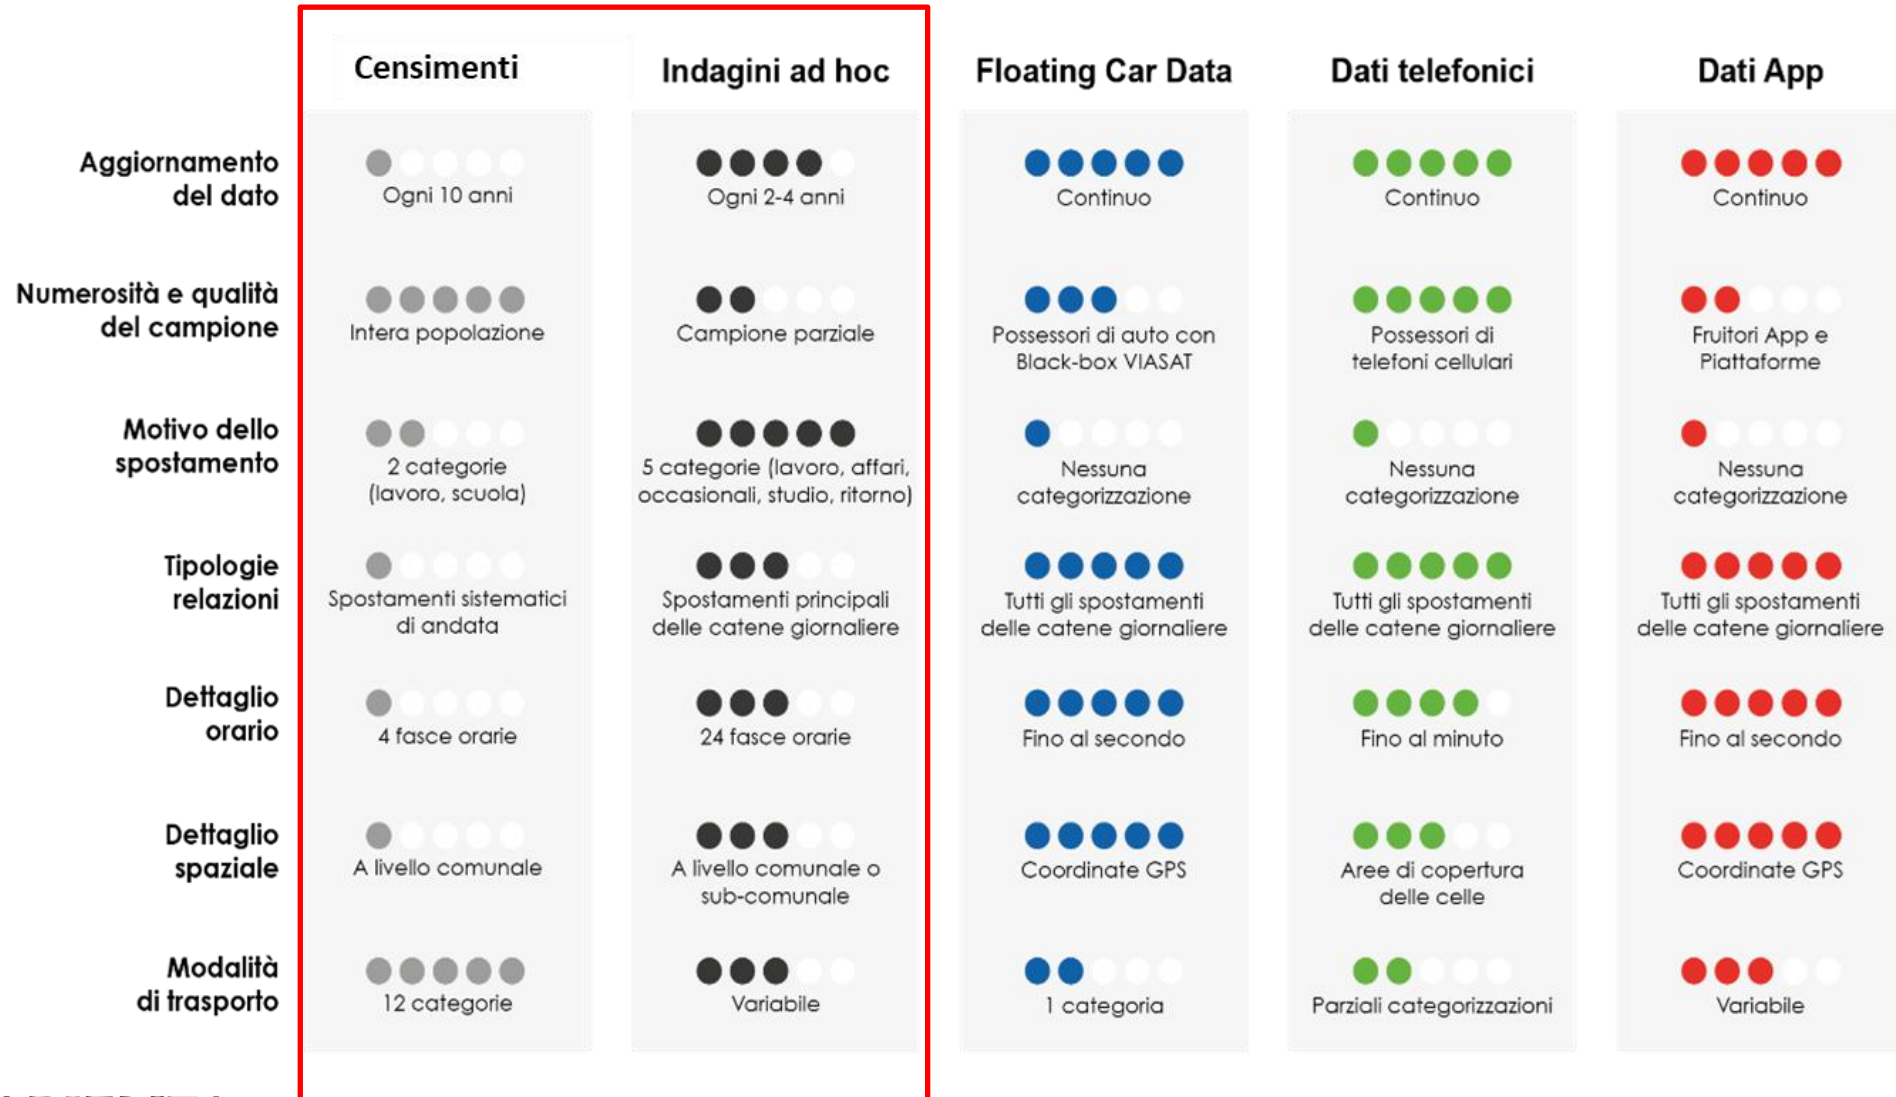 Censimenti
Indagini ad hoc
Floating Car Data
Dati telefonici
Dati App
Aggiornamento
del dato
Ogni 10 anni
Ogni 2-4 anni
Continuo
Continuo
Continuo
Numerosità e qualità
del campione
Intera popolazione
Campione parziale
Possessori di auto con
Black-box VIASAT
Possessori di
telefoni cellulari
Fruitori App e
Piattaforme
Motivo dello
spostamento
2 categorie
(lavoro, scuola)
5 categorie (lavoro, affari,
occasionali, studio, ritorno)
Nessuna
categorizzazione
Nessuna
categorizzazione
Nessuna
categorizzazione
Tipologie
relazioni
Spostamenti sistematici
di andata
Spostamenti principali
delle catene giornaliere
Tutti gli spostamenti
delle catene giornaliere
Tutti gli spostamenti
delle catene giornaliere
Tutti gli spostamenti
delle catene giornaliere
Dettaglio
orario
4 fasce orarie
24 fasce orarie
Fino al secondo
Fino al minuto
Fino al secondo
Dettaglio
spaziale
A livello comunale
A livello comunale o
sub-comunale
Coordinate GPS
Aree di copertura
delle celle
Coordinate GPS
Modalità
di trasporto
12 categorie
Variabile
1 categoria
Parziali categorizzazioni
Variabile